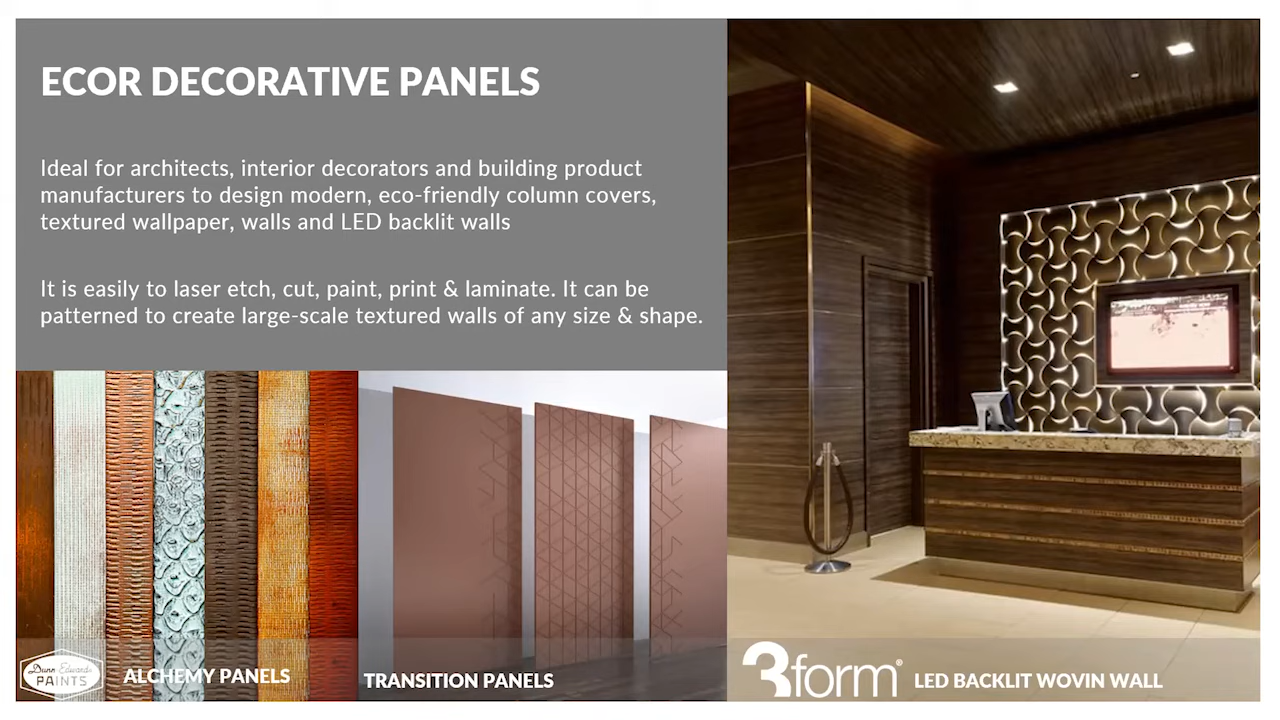 ECOR DECORATIVE PANELS
Ideal for architects, interior decorators and building product
manufacturers to design modern, eco-friendly column covers,
textured wallpaper, walls and LED backlit walls
It is easily to laser etch, cut, paint, print & laminate. It can be
patterned to create large-scale textured walls of any size & shape.
Dunn Edwards
PAINTS
ALCHEMY PANELS
TRANSITION PANELS
3form®
LED BACKLIT WOVIN WALL